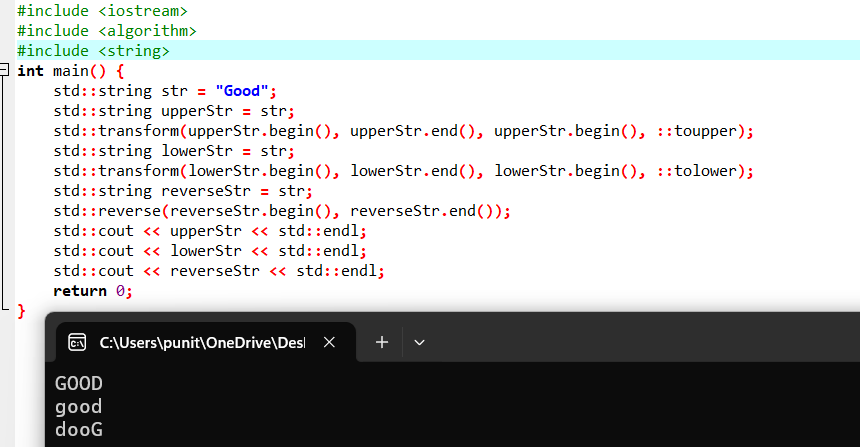 #include <iostream>
#include <algorithm>
#include <string>
int main() {
    std::string str = "Good";
    std::string upperStr = str;
    std::transform(upperStr.begin(), upperStr.end(), upperStr.begin(), ::toupper);
    std::string lowerStr = str;
    std::transform(lowerStr.begin(), lowerStr.end(), lowerStr.begin(), ::tolower);
    std::string reverseStr = str;
    std::reverse(reverseStr.begin(), reverseStr.end());
    std::cout << upperStr << std::endl;
    std::cout << lowerStr << std::endl;
    std::cout << reverseStr << std::endl;
    return 0;
}
C:\Users\punit\OneDrive\Des
GOOD
good
dooG